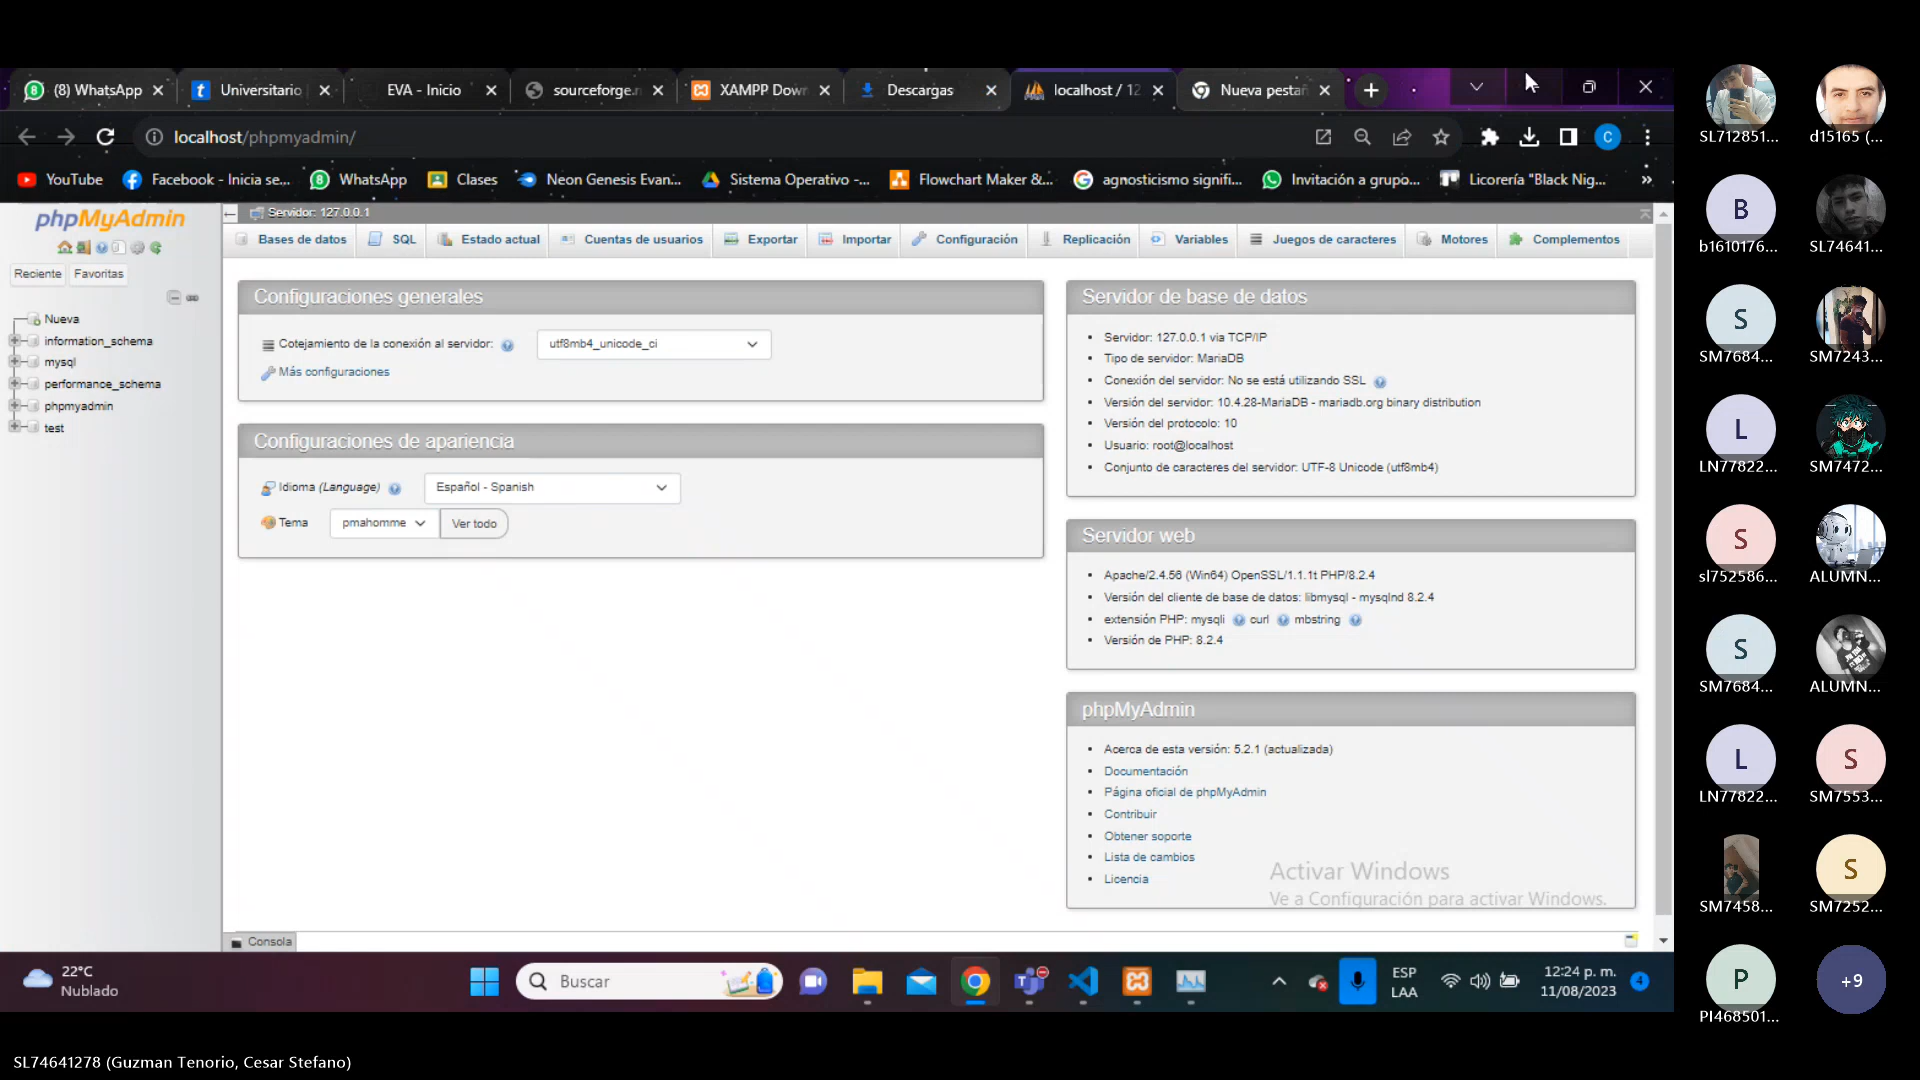 (8) WhatsApp
Universitario
EVA - Inicio
sourceforge.n
XAMPP Dow
Descargas
localhost / 12
Nueva pestañ
localhost/phpmyadmin/
C
YouTube
Facebook - Inicia se...
WhatsApp
Clases
Neon Genesis Evan...
Sistema Operativo -...
Flowchart Maker &...
agnosticismo signifi...
Invitación a grupo...
Licorería "Black Nig...
»
phpMyAdmin
Reciente
Favoritas
Nueva
information_schema
mysql
performance_schema
phpmyadmin
test
Servidor: 127.0.0.1
Bases de datos
SQL
Estado actual
Cuentas de usuarios
Exportar
Importar
Configuración
Replicación
Variables
Juegos de caracteres
Motores
Complementos
Configuraciones generales
Cotejamiento de la conexión al servidor:
utf8mb4_unicode_ci
Más configuraciones
Configuraciones de apariencia
Idioma (Language)
Español - Spanish
Tema
pmahomme
Ver todo
Servidor de base de datos
Servidor: 127.0.0.1 via TCP/IP
Tipo de servidor: MariaDB
Conexión del servidor: No se está utilizando SSL
Versión del servidor: 10.4.28-MariaDB - mariadb.org binary distribution
Versión del protocolo: 10
Usuario: root@localhost
Conjunto de caracteres del servidor: UTF-8 Unicode (utf8mb4)
Servidor web
Apache/2.4.56 (Win64) OpenSSL/1.1.1t PHP/8.2.4
Versión del cliente de base de datos: libmysql - mysqlnd 8.2.4
extensión PHP: mysqli curl mbstring
Versión de PHP: 8.2.4
phpMyAdmin
Acerca de esta versión: 5.2.1 (actualizada)
Documentación
Página oficial de phpMyAdmin
Contribuir
Obtener soporte
Lista de cambios
Licencia
Activar Windows
Ve a Configuración para activar Windows.
Consola
22°C
Nublado
Buscar
ESP
LAA
12:24 p. m.
11/08/2023
4
SL712851...
d15165 (...
B
b1610176...
SL74641...
S
SM7684...
SM7243...
L
LN77822...
SM7472...
S
sl752586...
ALUMN...
S
SM7684...
ALUMN...
L
LN77822...
S
SM7553...
SM7458...
S
SM7252...
P
PI468501...
+9
SL74641278 (Guzman Tenorio, Cesar Stefano)